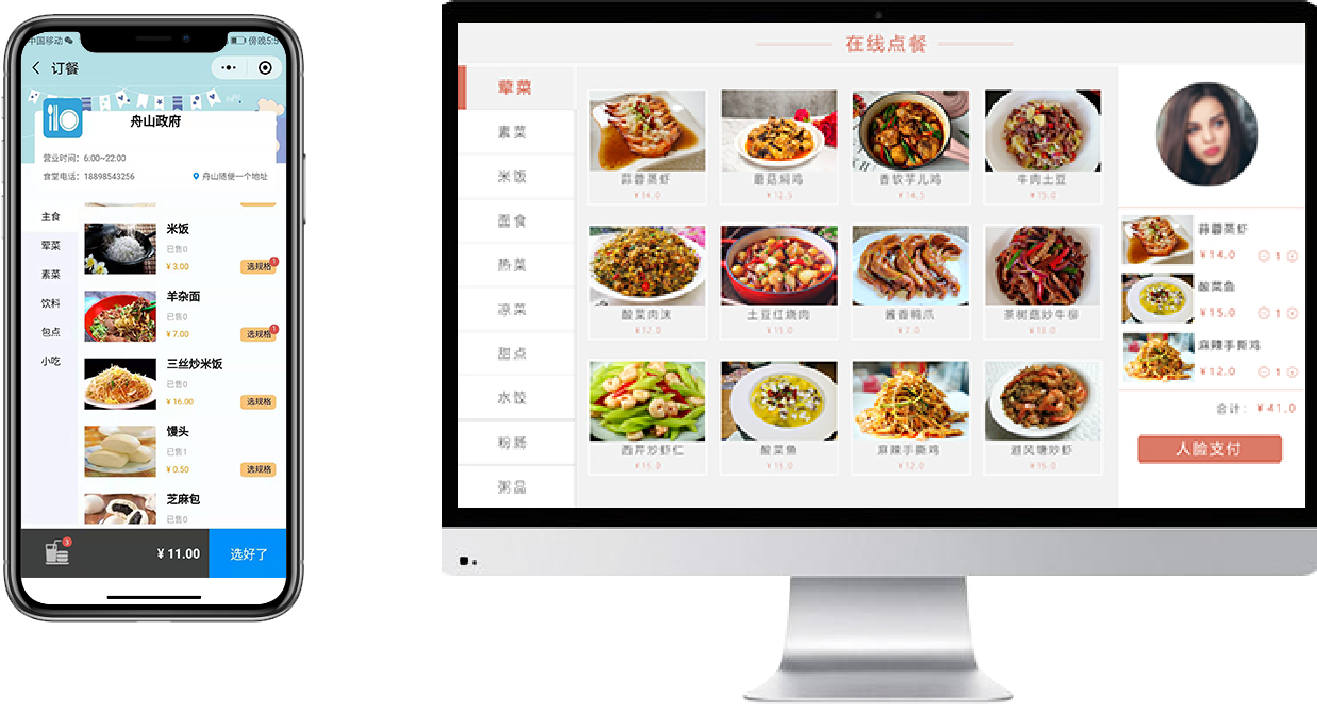 中国移动
傍晚5:5
订餐
舟山政府
营业时间：6:00~22:00
食堂电话：18898543256
舟山随便一个地址
主食
荤菜
素菜
饮料
包点
小吃
米饭
已售0
¥ 3.00
选规格
1
羊杂面
已售0
¥ 7.00
选规格
1
三丝炒米饭
已售0
¥ 16.00
选规格
馒头
已售1
¥ 0.50
选规格
芝麻包
已售0
3
¥ 11.00
选好了
在线点餐
荤菜
素菜
米饭
面食
热菜
凉菜
甜点
水饺
粉肠
粥品
蒜蓉蒸虾
¥14.0
蘑菇焖鸡
¥12.5
香软芋儿鸡
¥14.5
牛肉土豆
¥15.0
酸菜肉沫
¥12.0
土豆红烧肉
¥15.0
酱香鸭爪
¥7.0
茶树菇炒牛柳
¥18.0
西芹炒虾仁
¥15.0
酸菜鱼
¥15.0
麻辣手撕鸡
¥12.0
避风塘炒虾
¥15.0
蒜蓉蒸虾
¥14.0
1
酸菜鱼
¥15.0
1
麻辣手撕鸡
¥12.0
1
合计：¥41.0
人脸支付